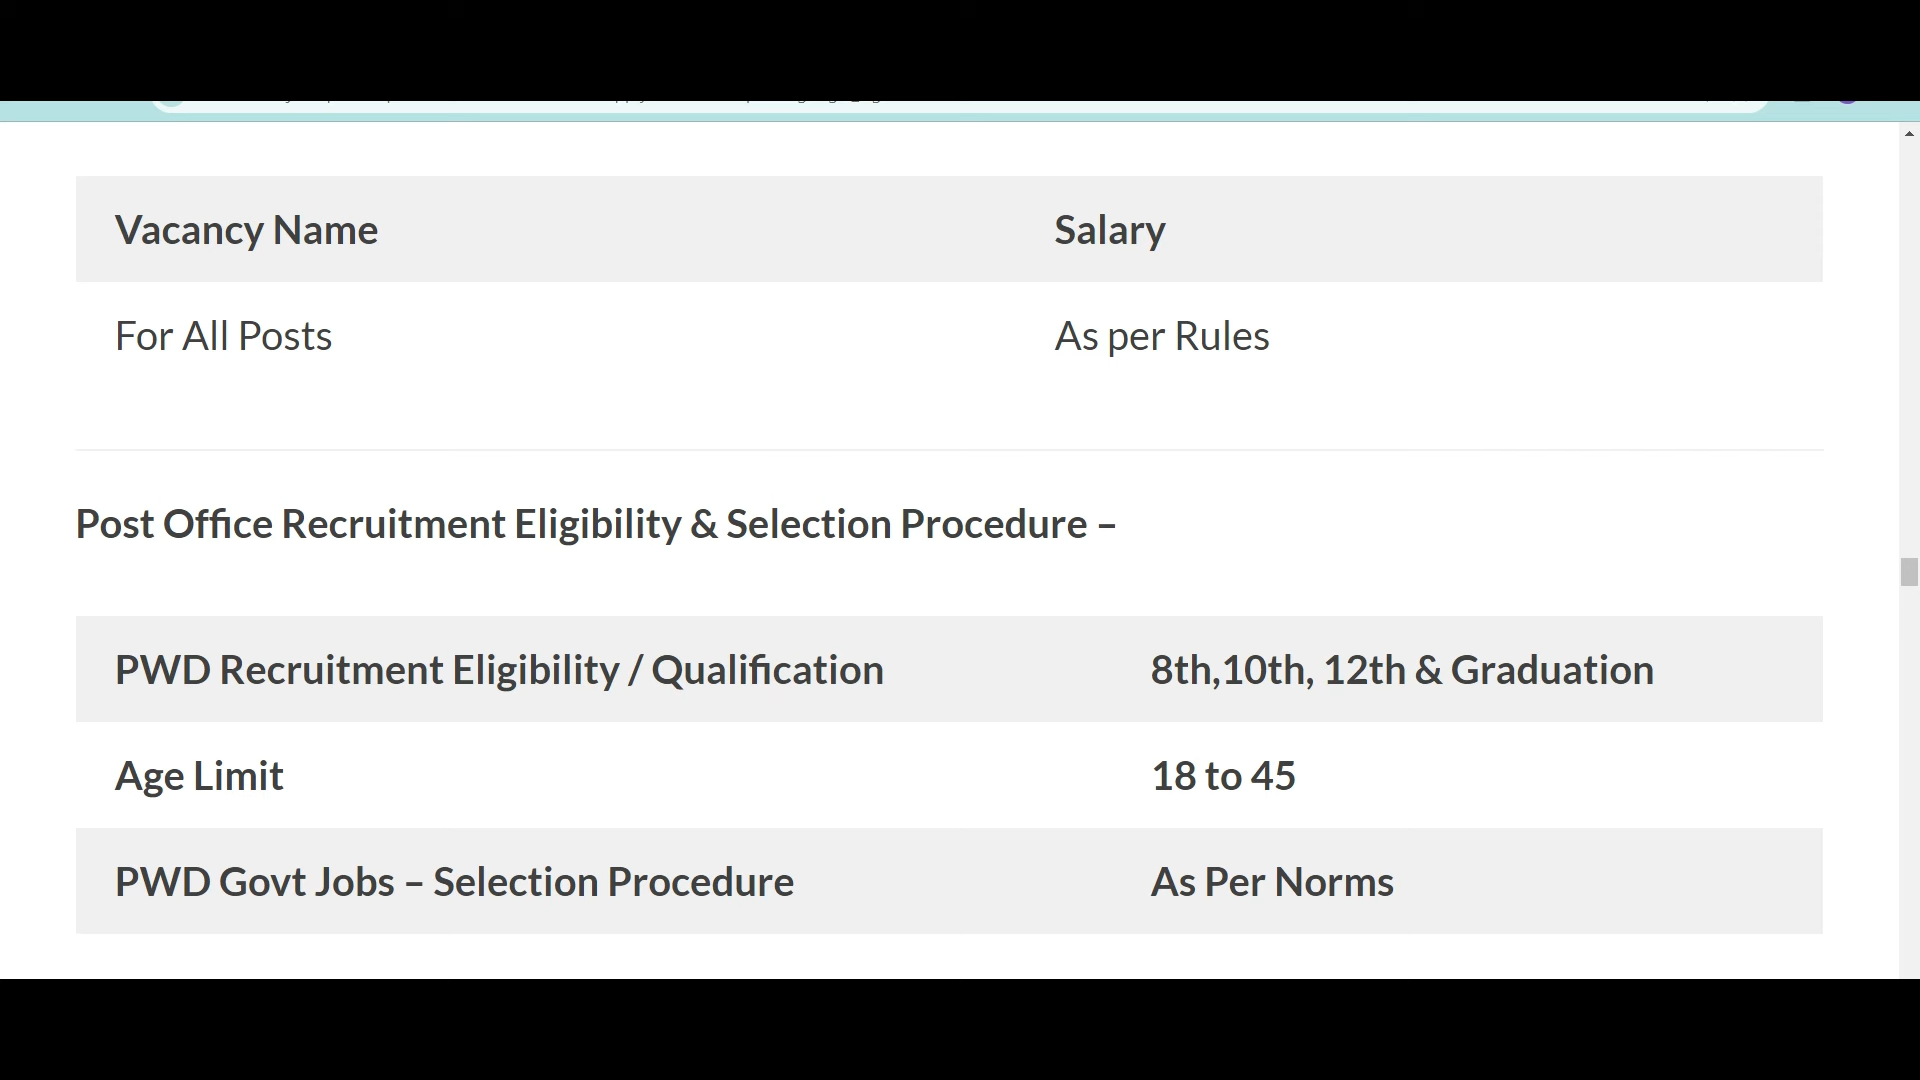 Vacancy Name Salary
For All Posts As per Rules
Post Office Recruitment Eligibility & Selection Procedure –
PWD Recruitment Eligibility / Qualification 8th,10th, 12th & Graduation
Age Limit 18 to 45
PWD Govt Jobs – Selection Procedure As Per Norms